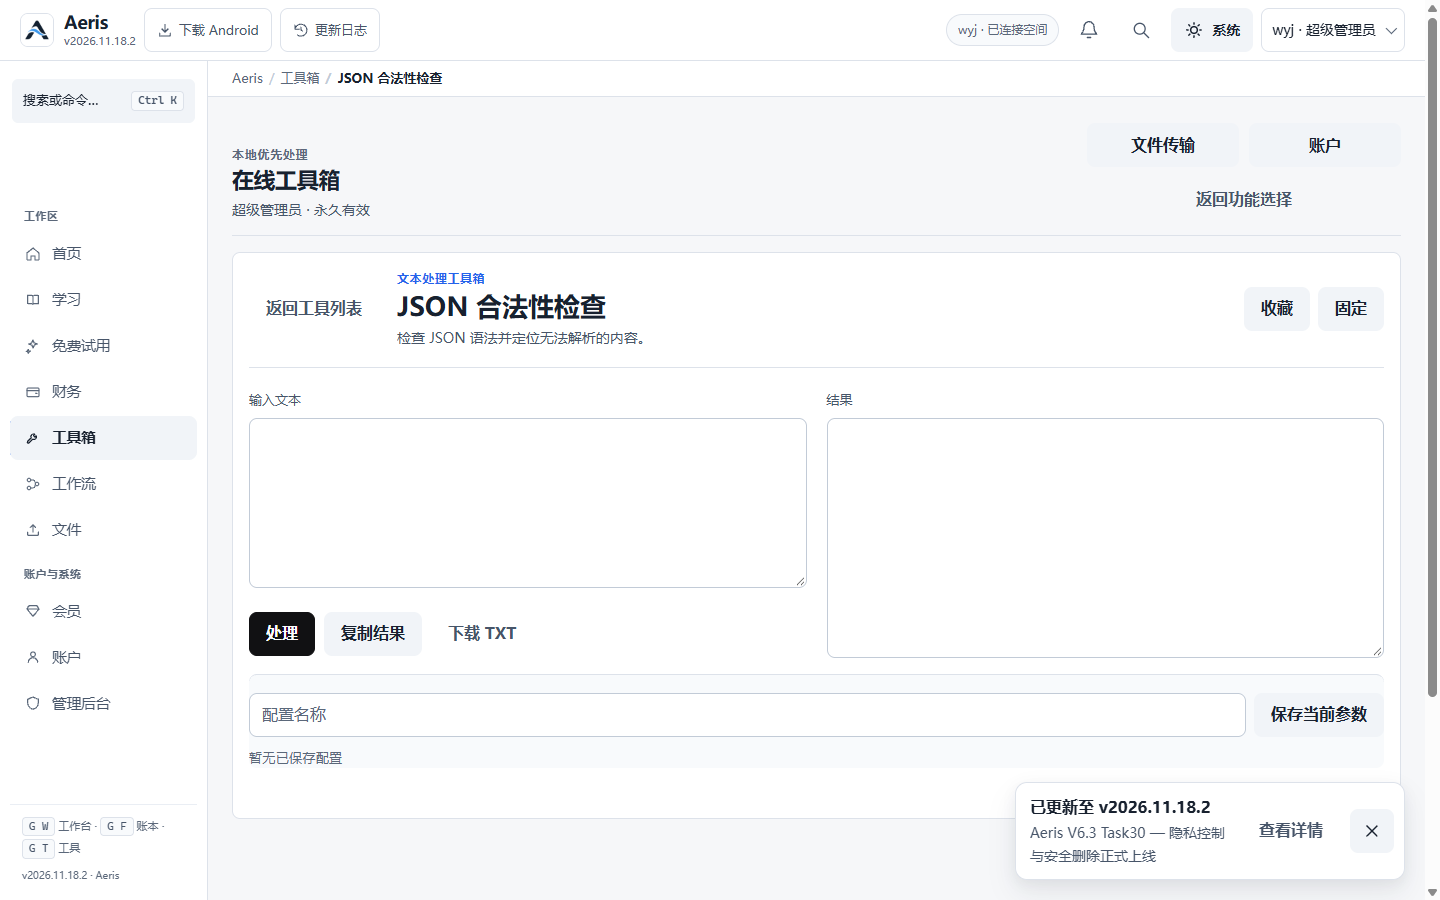 Aeris
v2026.11.18.2
下载 Android
更新日志
wyj · 已连接空间
系统
wyj · 超级管理员
搜索或命令...
Ctrl K
Aeris / 工具箱 / JSON 合法性检查
工作区
首页
学习
免费试用
财务
工具箱
工作流
文件
账户与系统
会员
账户
管理后台
G W 工作台 · G F 账本 ·
G T 工具
v2026.11.18.2 · Aeris
本地优先处理
在线工具箱
超级管理员 · 永久有效
文件传输
账户
返回功能选择
返回工具列表
文本处理工具箱
JSON 合法性检查
检查 JSON 语法并定位无法解析的内容。
收藏
固定
输入文本
结果
处理
复制结果
下载 TXT
配置名称
保存当前参数
暂无已保存配置
已更新至 v2026.11.18.2
Aeris V6.3 Task30 — 隐私控制
与安全删除正式上线
查看详情